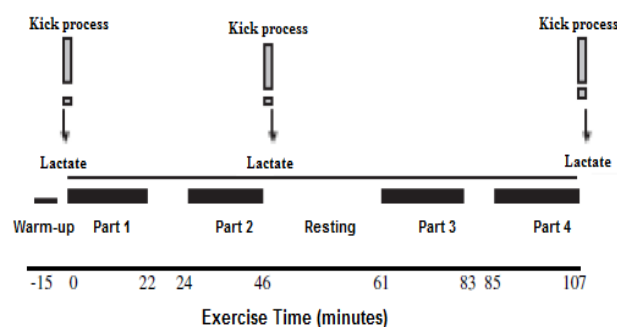 Kick process Kick process Kick process
Lactate Lactate Lactate
Warm-up Part 1 Part 2 Resting Part 3 Part 4
-15 0 22 24 46 61 83 85 107
Exercise Time (minutes)